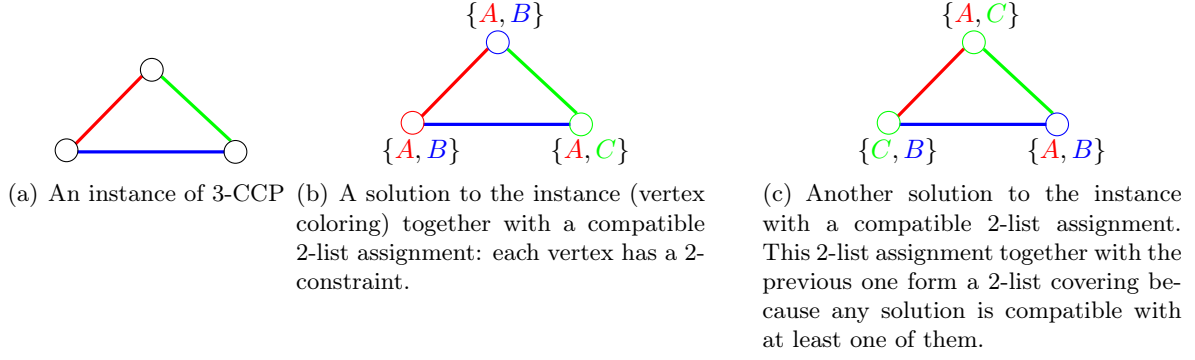 {A, B}
{A, B}
{A, C}
{A, C}
{C, B}
{A, B}
(a) An instance of 3-CCP
(b) A solution to the instance (vertex
coloring) together with a compatible
2-list assignment: each vertex has a 2-
constraint.
(c) Another solution to the instance
with a compatible 2-list assignment.
This 2-list assignment together with the
previous one form a 2-list covering be-
cause any solution is compatible with
at least one of them.